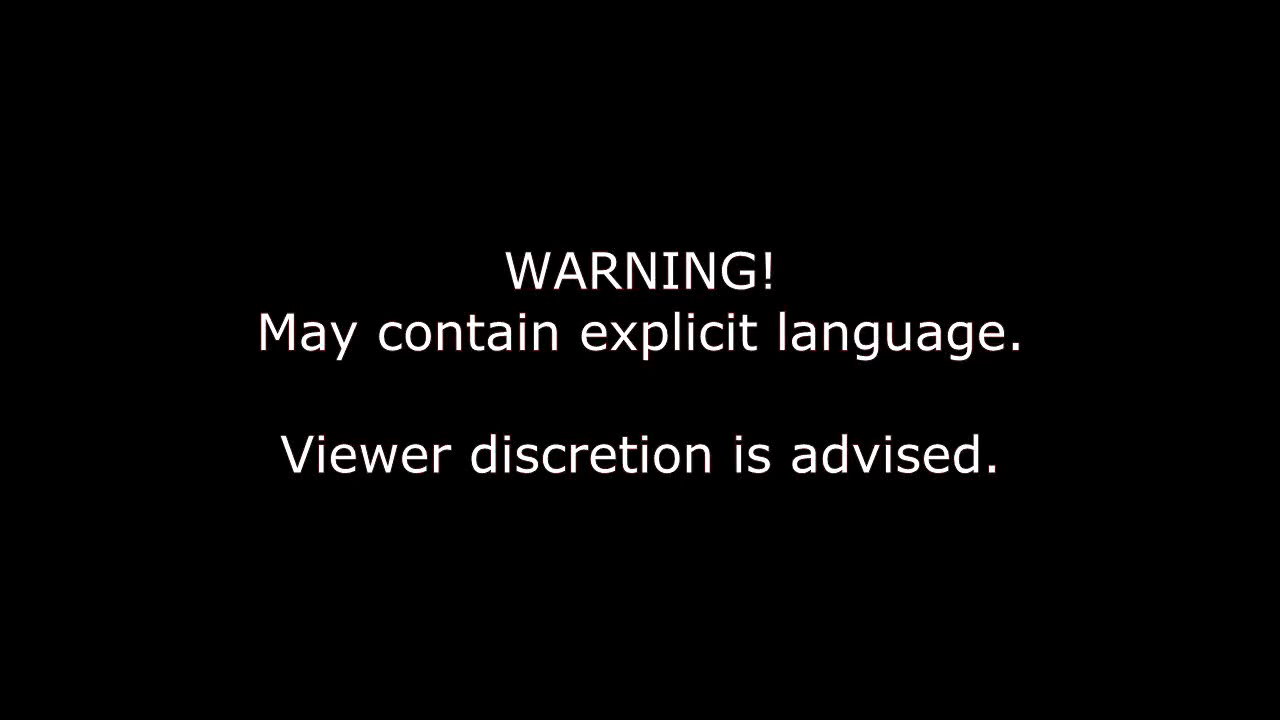 WARNING!
May contain explicit language.
Viewer discretion is advised.